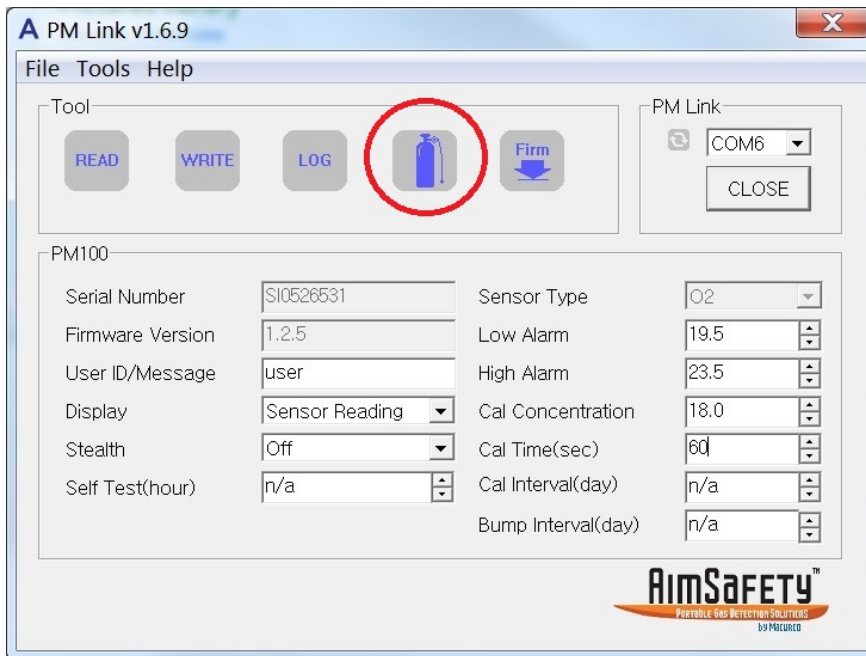 A PM Link v1.6.9
X
File Tools Help
Tool
READ WRITE LOG Firm
PM Link
COM6
CLOSE
PM100
Serial Number SI0526531
Firmware Version 1.2.5
User ID/Message user
Display Sensor Reading
Stealth Off
Self Test(hour) n/a
Sensor Type O2
Low Alarm 19.5
High Alarm 23.5
Cal Concentration 18.0
Cal Time(sec) 60
Cal Interval(day) n/a
Bump Interval(day) n/a
AimSafety™
Portable Gas Detection Solutions
by Macurco